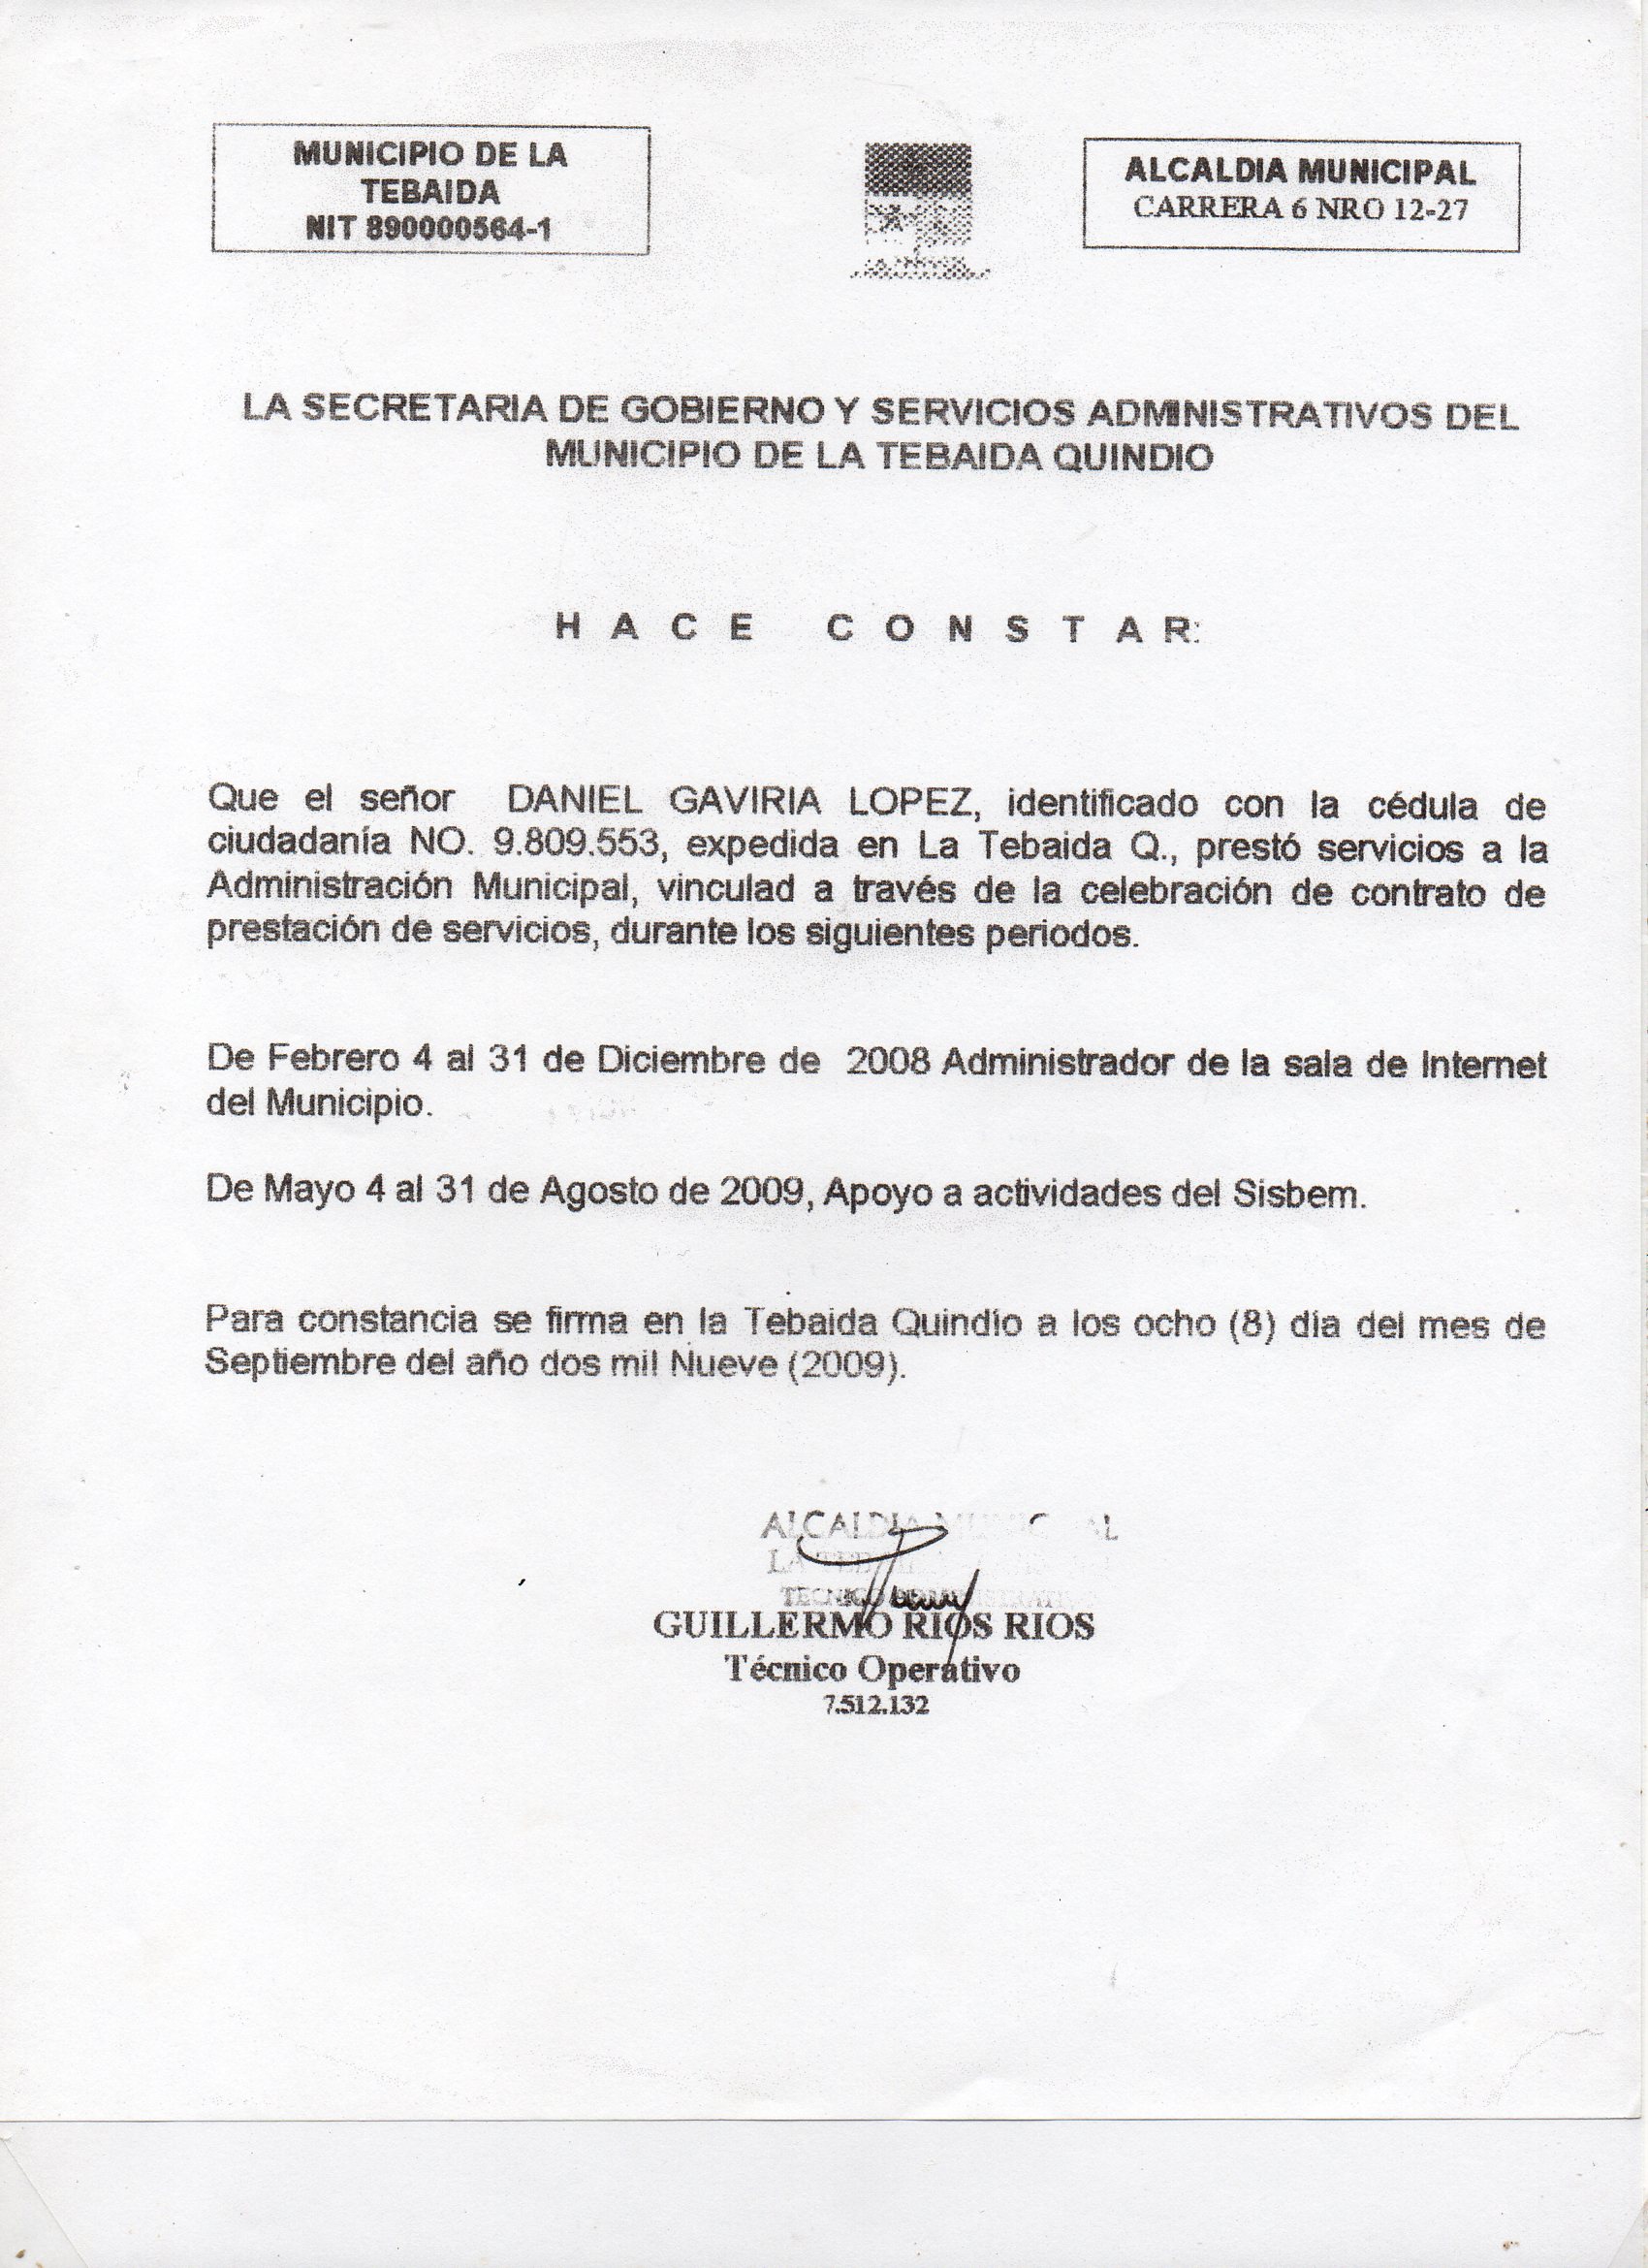 MUNICIPIO DE LA
TEBAIDA
NIT 890000564-1
ALCALDIA MUNICIPAL
CARRERA 6 NRO 12-27
LA SECRETARIA DE GOBIERNO Y SERVICIOS ADMINISTRATIVOS DEL
MUNICIPIO DE LA TEBAIDA QUINDIO
H A C E C O N S T A R:
Que el señor DANIEL GAVIRIA LOPEZ, identificado con la cédula de
ciudadanía NO. 9.809.553, expedida en La Tebaida Q., prestó servicios a la
Administración Municipal, vinculad a través de la celebración de contrato de
prestación de servicios, durante los siguientes periodos.
De Febrero 4 al 31 de Diciembre de 2008 Administrador de la sala de Internet
del Municipio.
De Mayo 4 al 31 de Agosto de 2009, Apoyo a actividades del Sisbem.
Para constancia se firma en la Tebaida Quindío a los ocho (8) día del mes de
Septiembre del año dos mil Nueve (2009).
ALCALDIA MUNICIPAL
LA
TECNICO ADMINISTRATIVO
GUILLERMO RIOS RIOS
Técnico Operativo
7.512.132